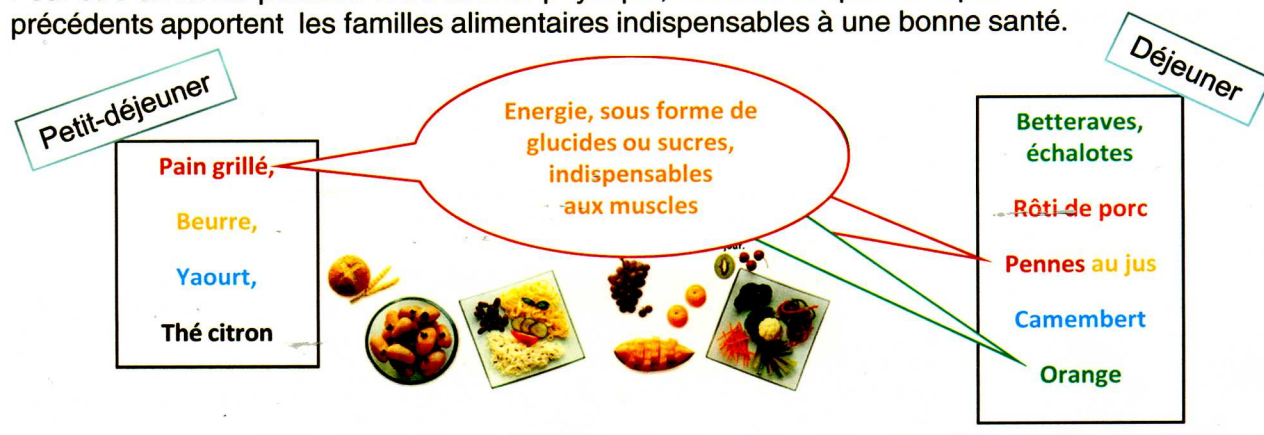 précédents apportent les familles alimentaires indispensables à une bonne santé.
Petit-déjeuner
Pain grillé,
Beurre,
Yaourt,
Thé citron
Energie, sous forme de
glucides ou sucres,
indispensables
aux muscles
jour.
Déjeuner
Betteraves,
échalotes
Rôti de porc
Pennes au jus
Camembert
Orange